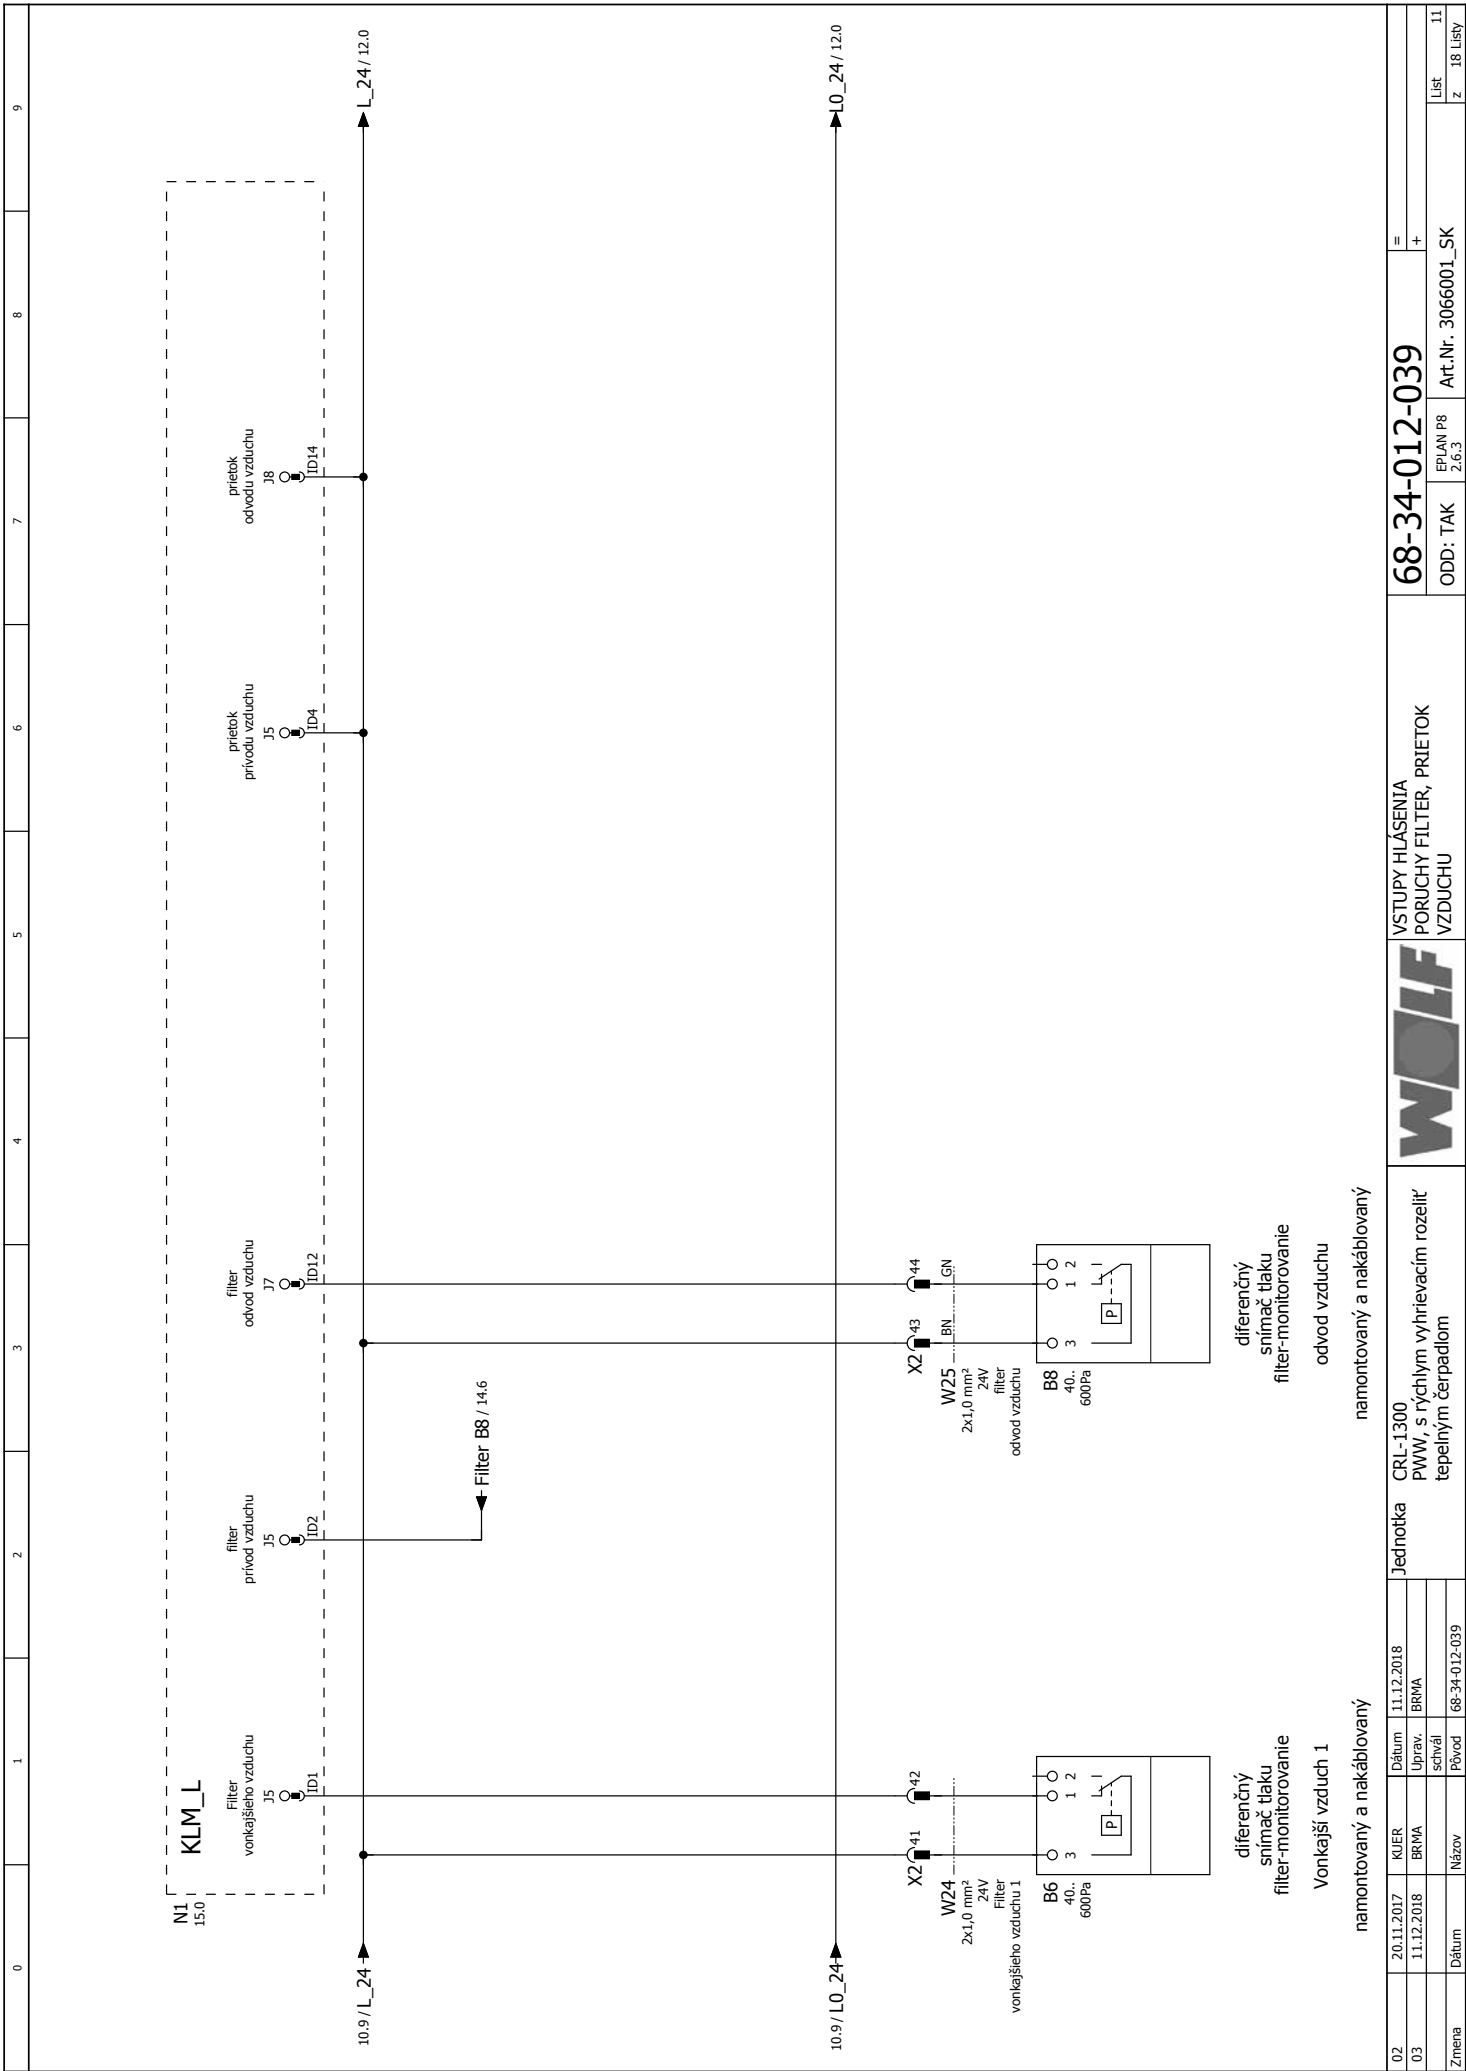 0 1 2 3 4 5 6 7 8 9
N1
15.0
KLM_L
Filter
vonkajšieho vzduchu
J5
ID1
filter
prívod vzduchu
J5
ID2
filter
odvod vzduchu
J7
ID12
prietok
prívodu vzduchu
J5
ID4
prietok
odvodu vzduchu
J8
ID14
10.9 / L_24
L_24 / 12.0
Filter B8 / 14.6
10.9 / L0_24
L0_24 / 12.0
X2 41 42
W24
2x1,0 mm²
24V
Filter
vonkajšieho vzduchu 1
B6
40..
600Pa
3 1 2
P
diferenčný
snímač tlaku
filter-monitorovanie
Vonkajší vzduch 1
namontovaný a nakáblovaný
X2 43 44
BN GN
W25
2x1,0 mm²
24V
filter
odvod vzduchu
B8
40..
600Pa
3 1 2
P
diferenčný
snímač tlaku
filter-monitorovanie
odvod vzduchu
namontovaný a nakáblovaný
02 20.11.2017 KUER Dátum 11.12.2018
03 11.12.2018 BRMA Uprav. BRMA
schvál
Zmena Dátum Názov Pôvod 68-34-012-039
Jednotka CRL-1300
PWW, s rýchlym vyhrievacím rozeliť
tepelným čerpadlom
WOLF
VSTUPY HLÁSENIA
PORUCHY FILTER, PRIETOK
VZDUCHU
68-34-012-039
=
+
ODD: TAK
EPLAN P8
2.6.3
Art.Nr. 3066001_SK
List 11
z 18 Listy